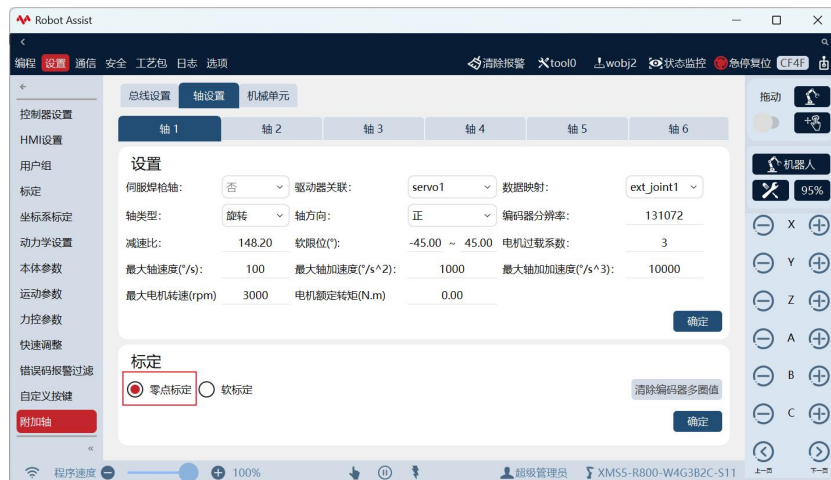 Robot Assist
编程 设置 通信 安全 工艺包 日志 选项 清除报警 tool0 wobj2 状态监控 急停复位 CF4F
控制器设置
HMI设置
用户组
标定
坐标系标定
动力学设置
本体参数
运动参数
力控参数
快速调整
错误码报警过滤
自定义按键
附加轴
«
总线设置 轴设置 机械单元
轴 1 轴 2 轴 3 轴 4 轴 5 轴 6
设置
伺服焊枪轴: 否 驱动器关联: servo1 数据映射: ext_joint1
轴类型: 旋转 轴方向: 正 编码器分辨率: 131072
减速比: 148.20 软限位(°): -45.00 ~ 45.00 电机过载系数: 3
最大轴速度(°/s): 100 最大轴加速度(°/s^2): 1000 最大轴加加速度(°/s^3): 10000
最大电机转速(rpm) 3000 电机额定转矩(N.m) 0.00
确定
标定
零点标定 软标定 清除编码器多圈值
确定
拖动
机器人
95%
X
Y
Z
A
B
C
上一页 下一页
程序速度 100% 超级管理员 XMS5-R800-W4G3B2C-S11